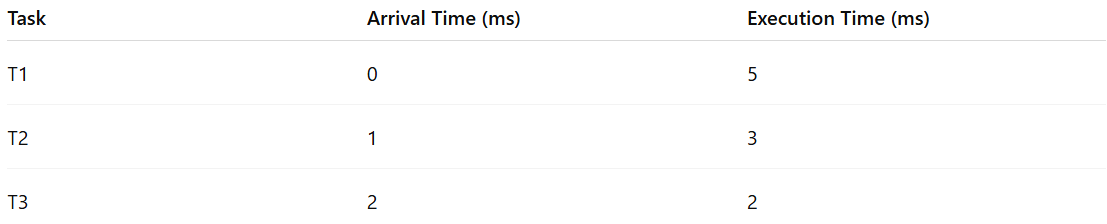 Task Arrival Time (ms) Execution Time (ms)
T1 0 5
T2 1 3
T3 2 2